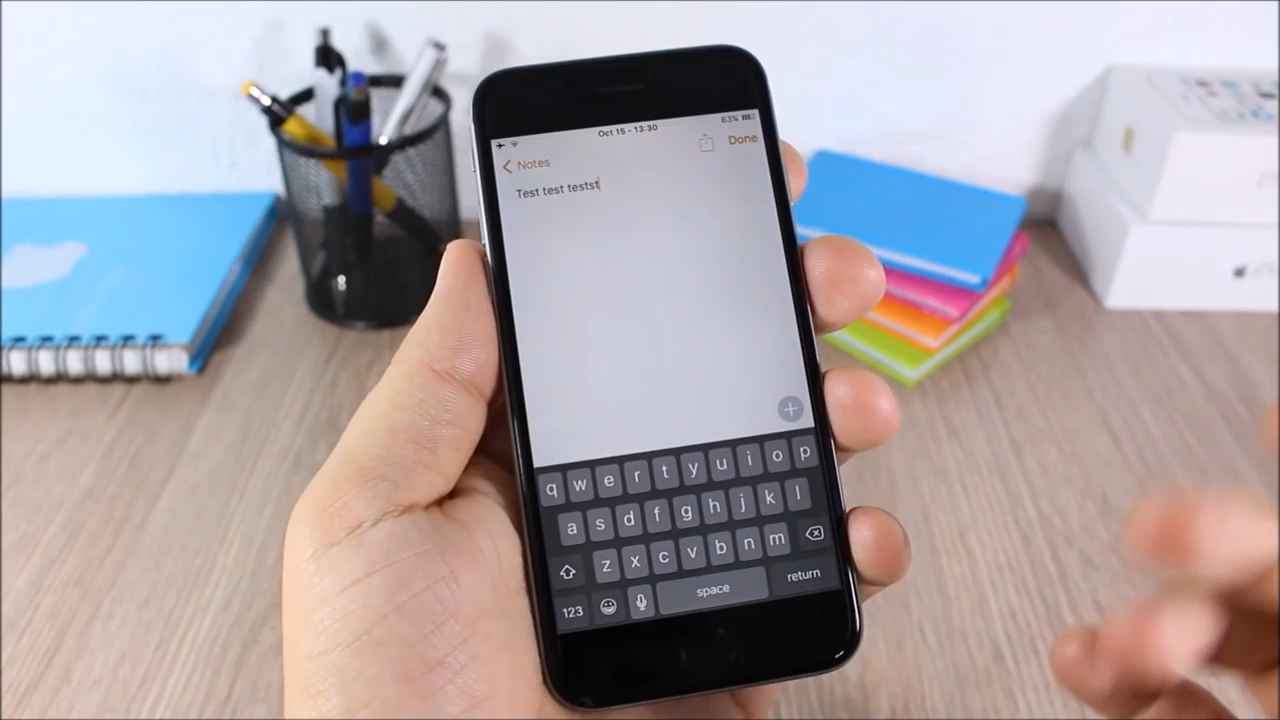 Oct 15 - 13:30
63%
Notes
Done
Test test testst
q w e r t y u i o p
a s d f g h j k l
z x c v b n m
123 space return